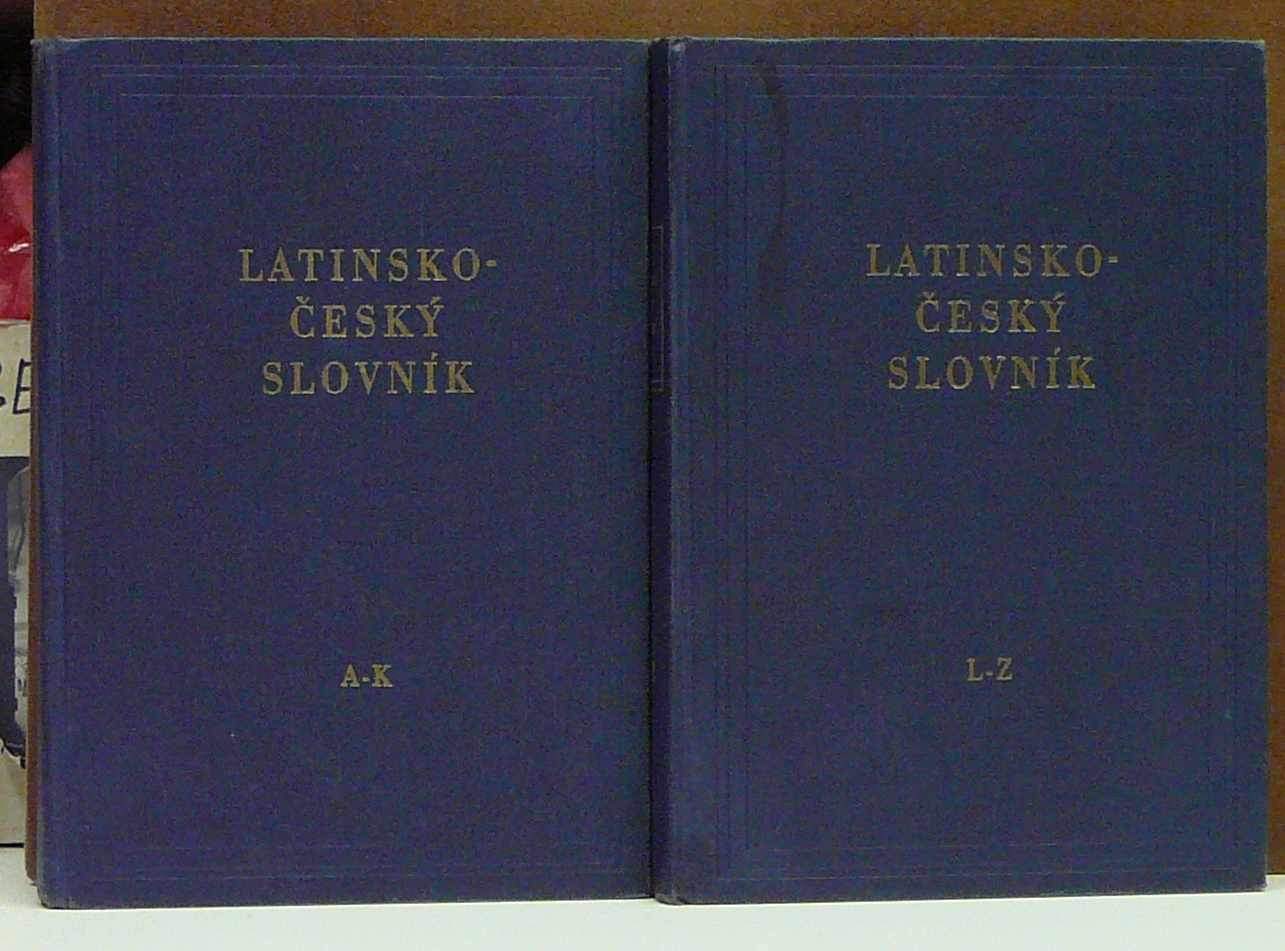 LATINSKO-
ČESKÝ
SLOVNÍK
A-K
LATINSKO-
ČESKÝ
SLOVNÍK
L-Z